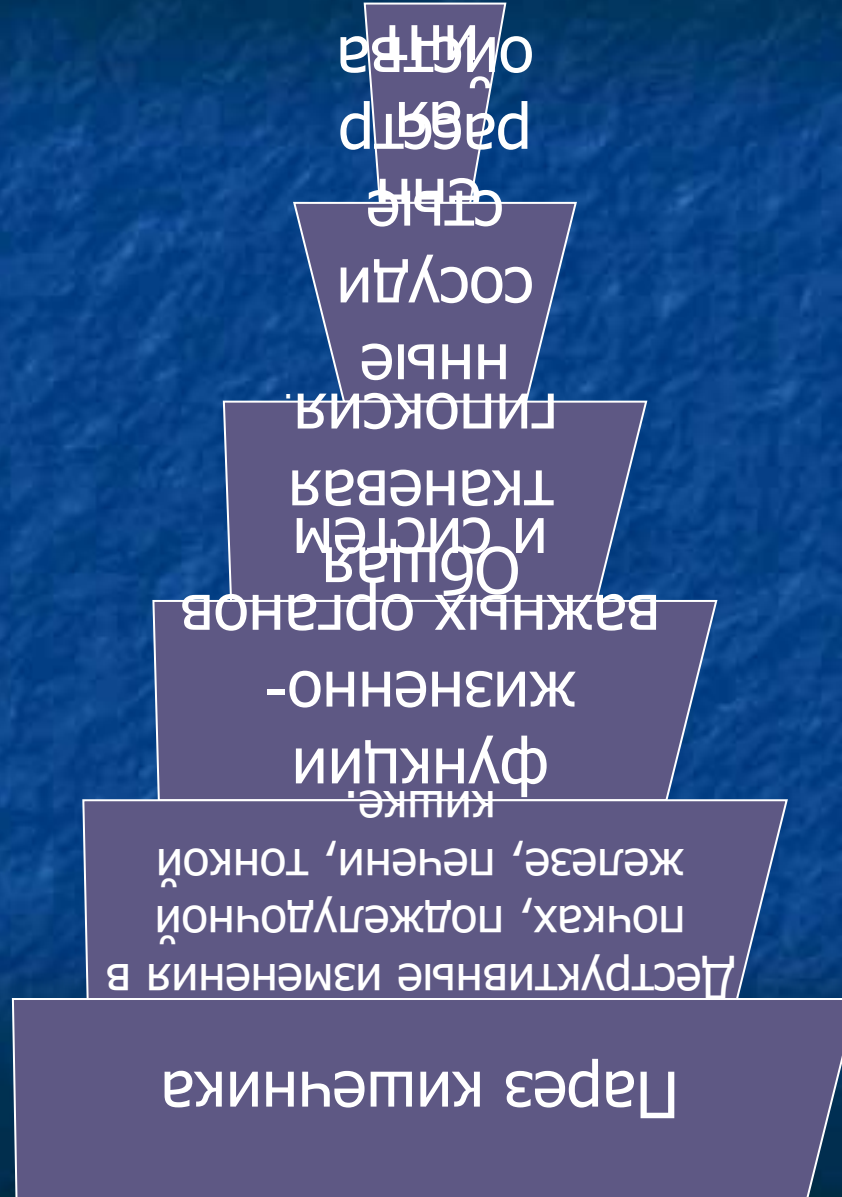 Парез кишечника
Деструктивные изменения в
почках, поджелудочной
железе, печени, тонкой
кишке.
функции
жизненно-
важных органов
и систем
Общая
тканевая
гипоксия.
нные
сосуди
стые
расстр
ойства